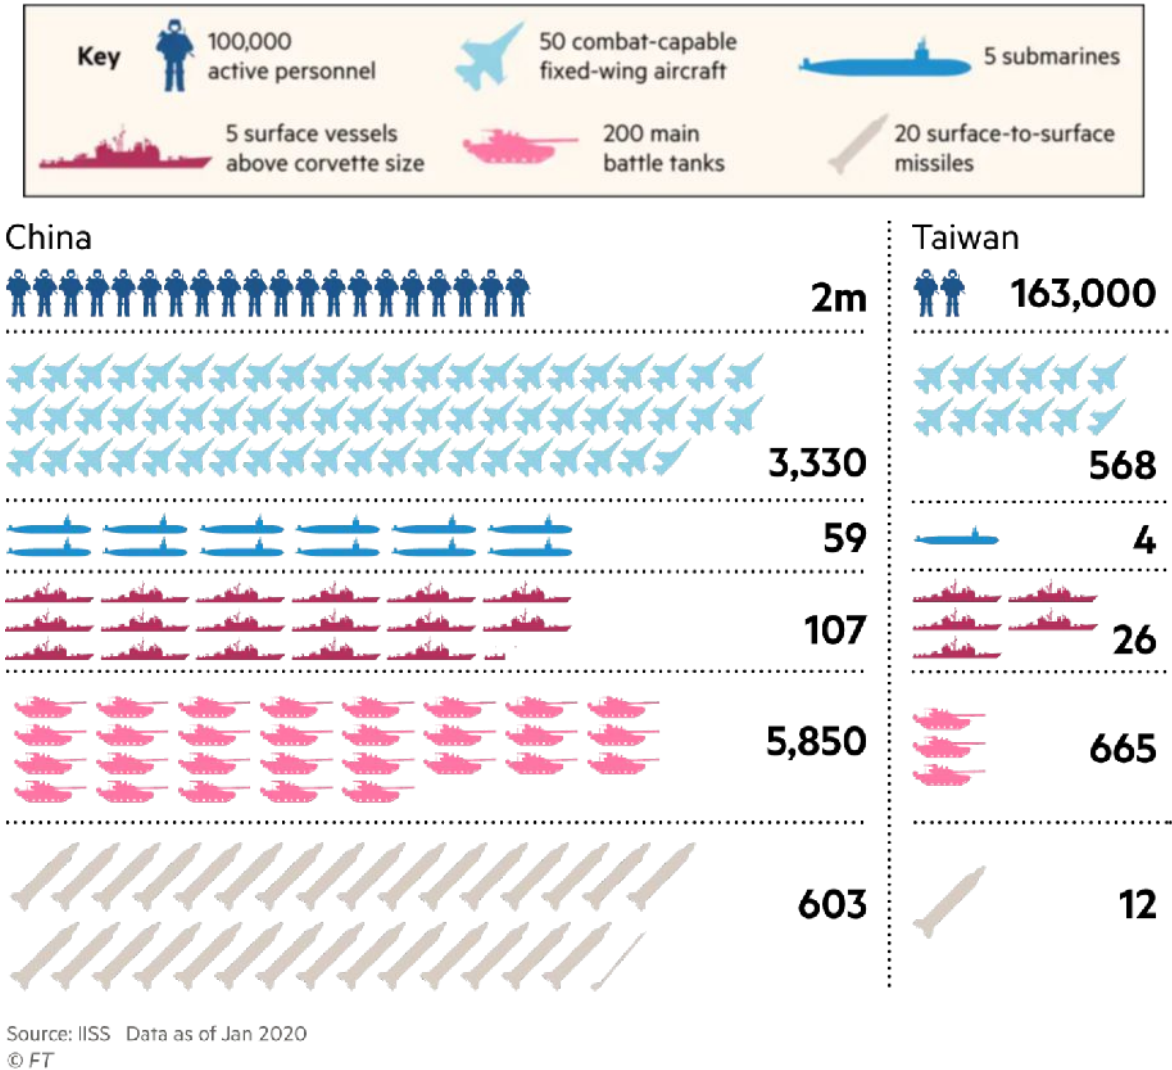 Key
100,000
active personnel
50 combat-capable
fixed-wing aircraft
5 submarines
5 surface vessels
above corvette size
200 main
battle tanks
20 surface-to-surface
missiles
China
Taiwan
2m
163,000
3,330
568
59
4
107
26
5,850
665
603
12
Source: IISS Data as of Jan 2020
© FT